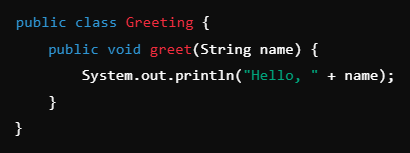 public class Greeting {
    public void greet(String name) {
        System.out.println("Hello, " + name);
    }
}